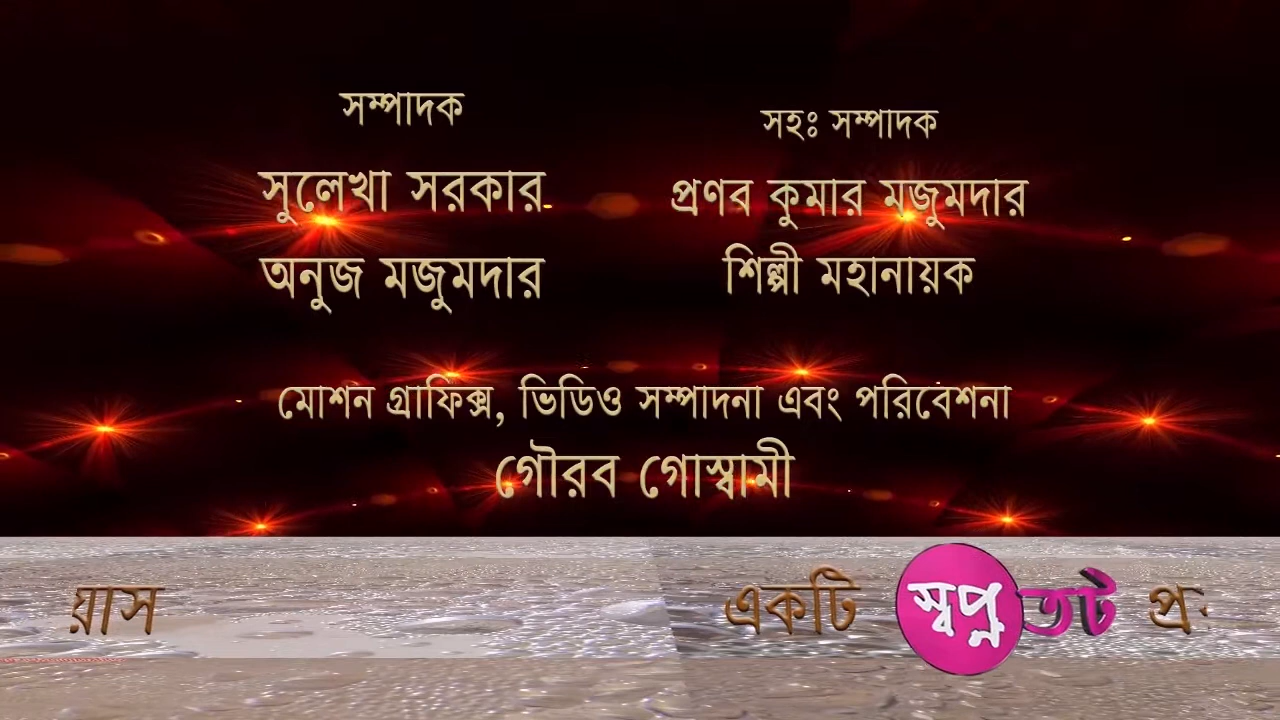 সম্পাদক
সুলেখা সরকার
অনুজ মজুমদার
সহঃ সম্পাদক
প্রণব কুমার মজুমদার
শিল্পী মহানায়ক
মোশন গ্রাফিক্স, ভিডিও সম্পাদনা এবং পরিবেশনা
গৌরব গোস্বামী
য়াস একটি স্বপ্ন তট প্র